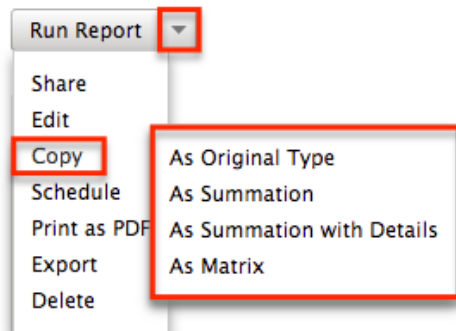 Run Report
Share
Edit
Copy
Schedule
Print as PDF
Export
Delete
As Original Type
As Summation
As Summation with Details
As Matrix